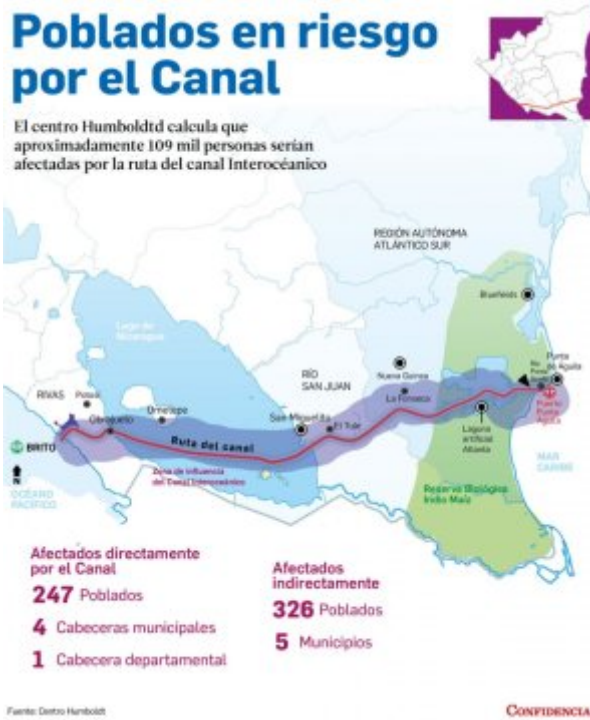 Poblados en riesgo
por el Canal
El centro Humboldtd calcula que
aproximadamente 109 mil personas serían
afectadas por la ruta del canal Interocéanico
REGIÓN AUTÓNOMA
ATLÁNTICO SUR
Bluefields
Lago de
Nicaragua
RÍO
SAN JUAN
Nueva Guinea
Punta
de Águila
RIVAS
Potosí
La Fonseca
Puerto
Punta
Águila
Ometepe
San Miguelito
El Tule
Obrajuelo
BRITO
Ruta del canal
Laguna
artificial
Atlanta
Zona de influencia
del Canal Interoceánico
MAR
CARIBE
N
OCÉANO
PACÍFICO
Reserva Biológica
Indio Maíz
Afectados directamente
por el Canal
247 Poblados
4 Cabeceras municipales
1 Cabecera departamental
Afectados
indirectamente
326 Poblados
5 Municipios
Fuente: Centro Humboldt
CONFIDENCIA